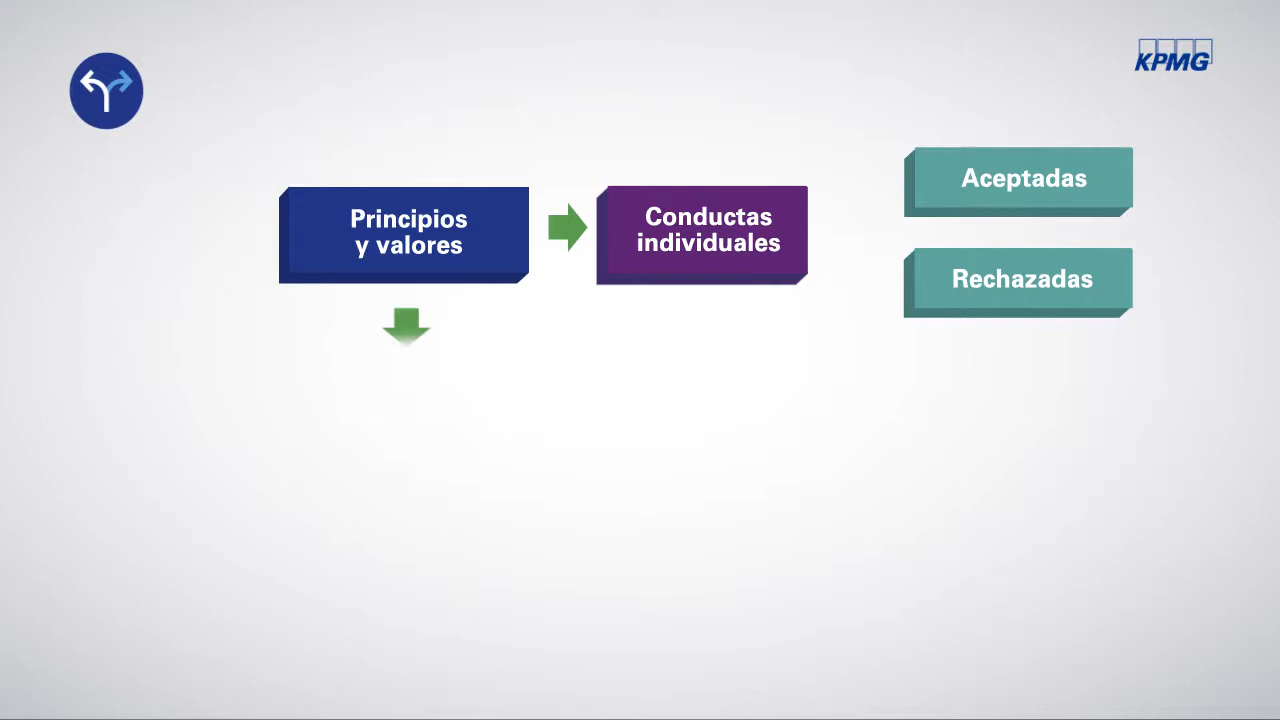 KPMG
Principios
y valores
Conductas
individuales
Aceptadas
Rechazadas